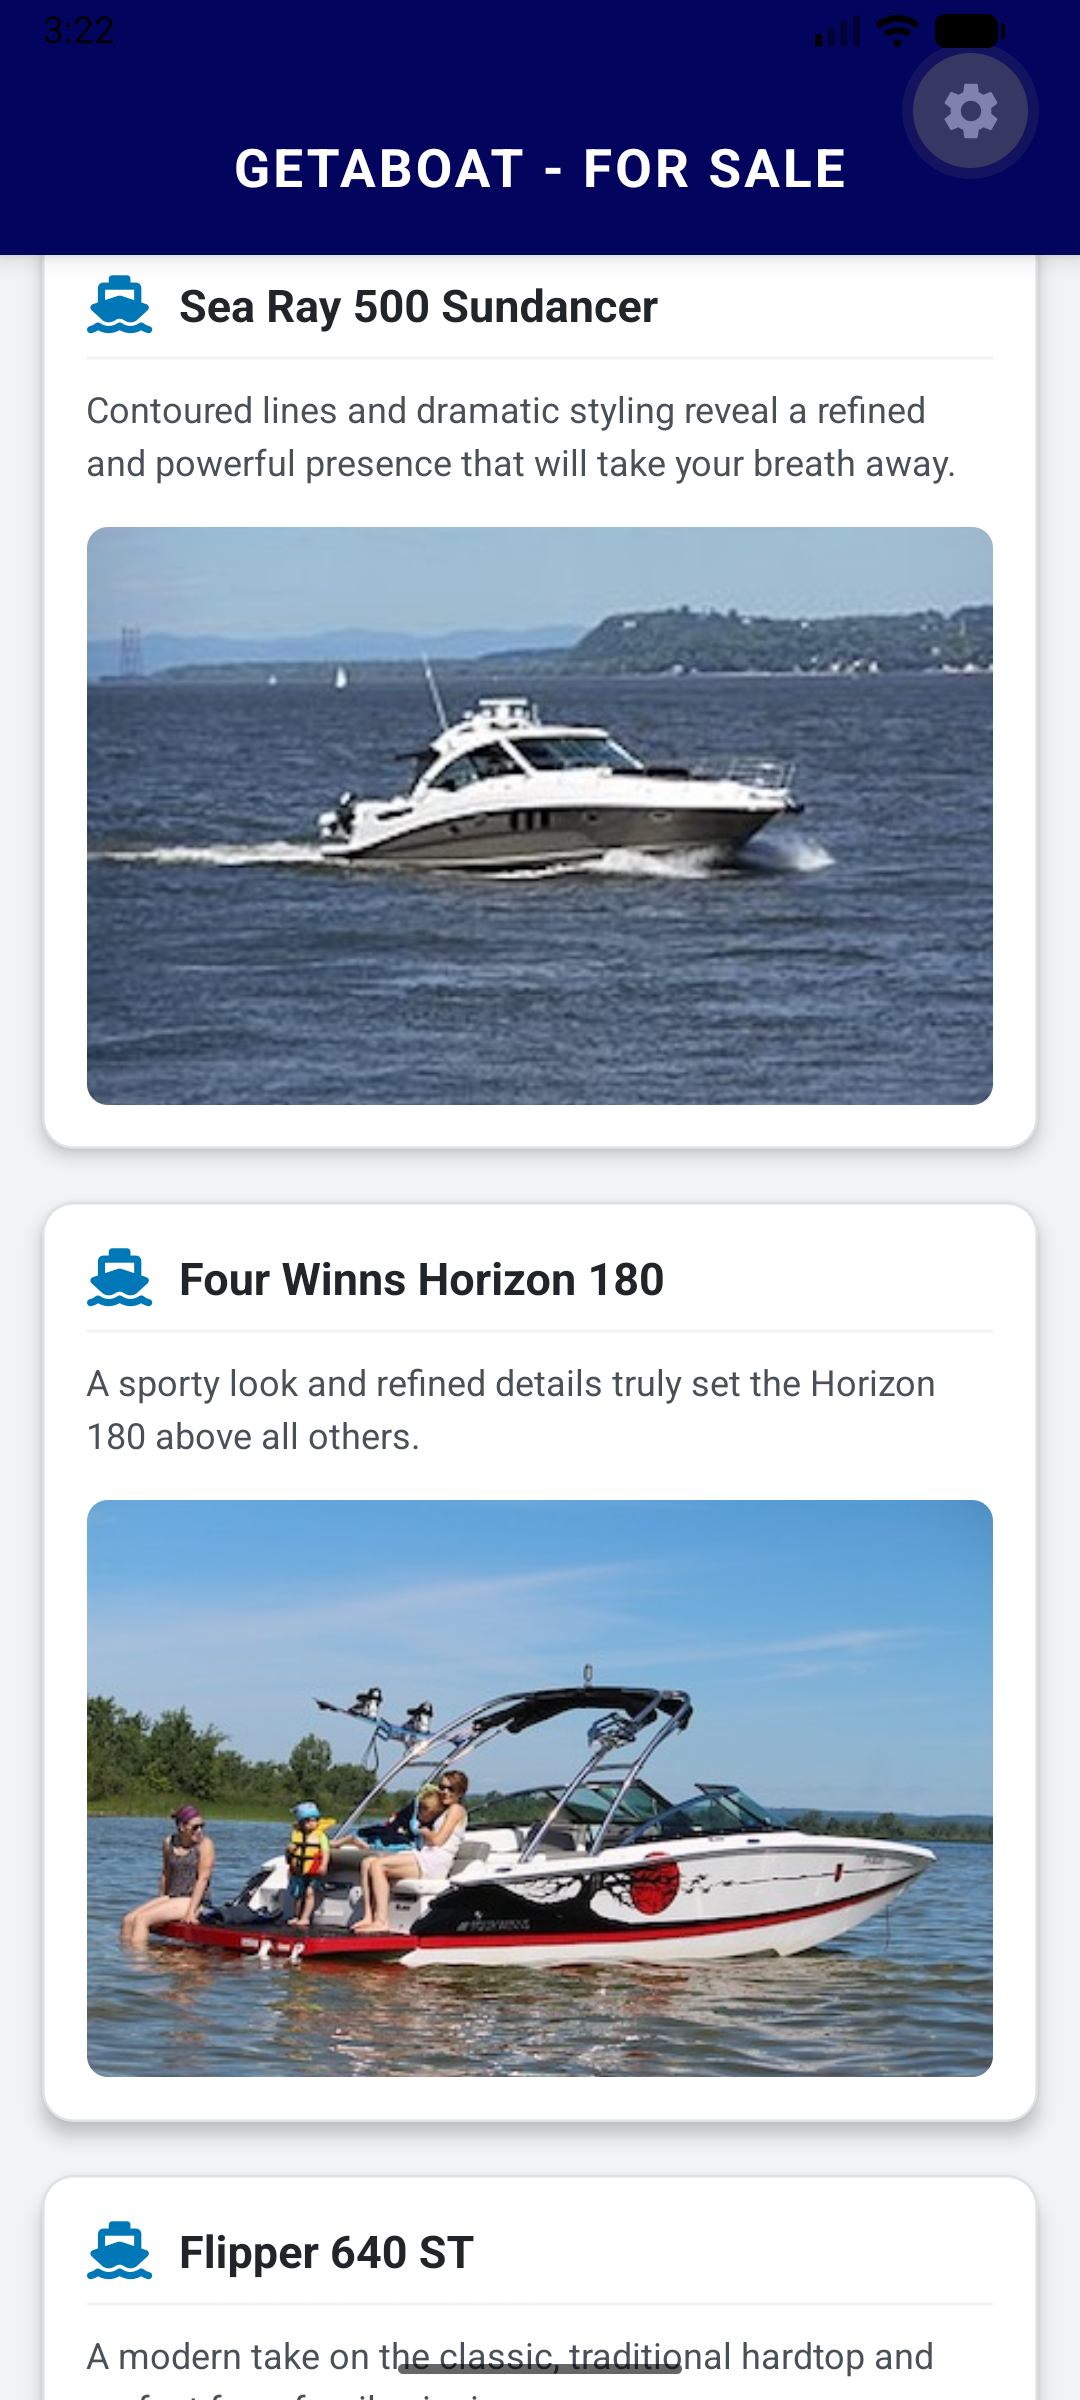 3:22
GETABOAT - FOR SALE
Sea Ray 500 Sundancer
Contoured lines and dramatic styling reveal a refined
and powerful presence that will take your breath away.
Four Winns Horizon 180
A sporty look and refined details truly set the Horizon
180 above all others.
Flipper 640 ST
A modern take on the classic, traditional hardtop and